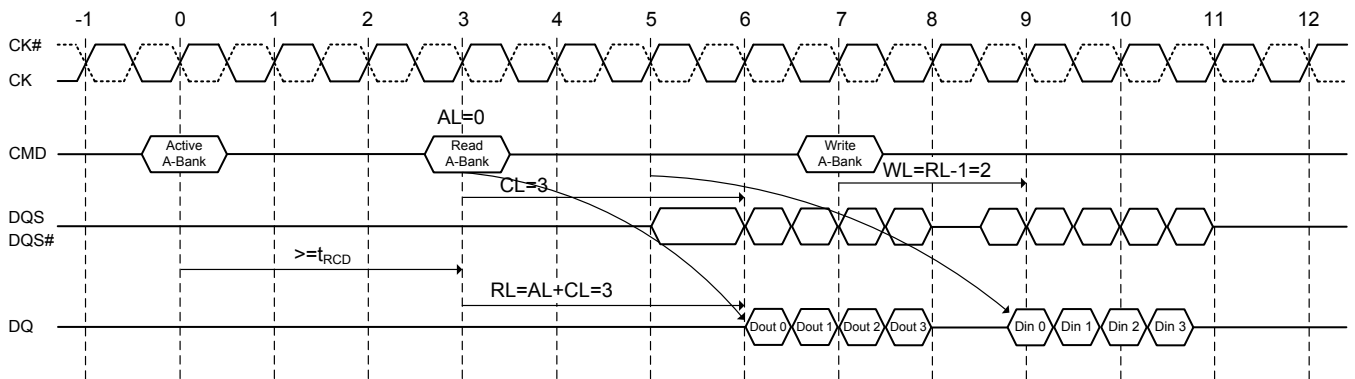 -1 0 1 2 3 4 5 6 7 8 9 10 11 12
CK#
CK
AL=0
CMD Active A-Bank Read A-Bank Write A-Bank
CL=3 WL=RL-1=2
DQS
DQS#
>=tRCD
RL=AL+CL=3
DQ Dout 0 Dout 1 Dout 2 Dout 3 Din 0 Din 1 Din 2 Din 3